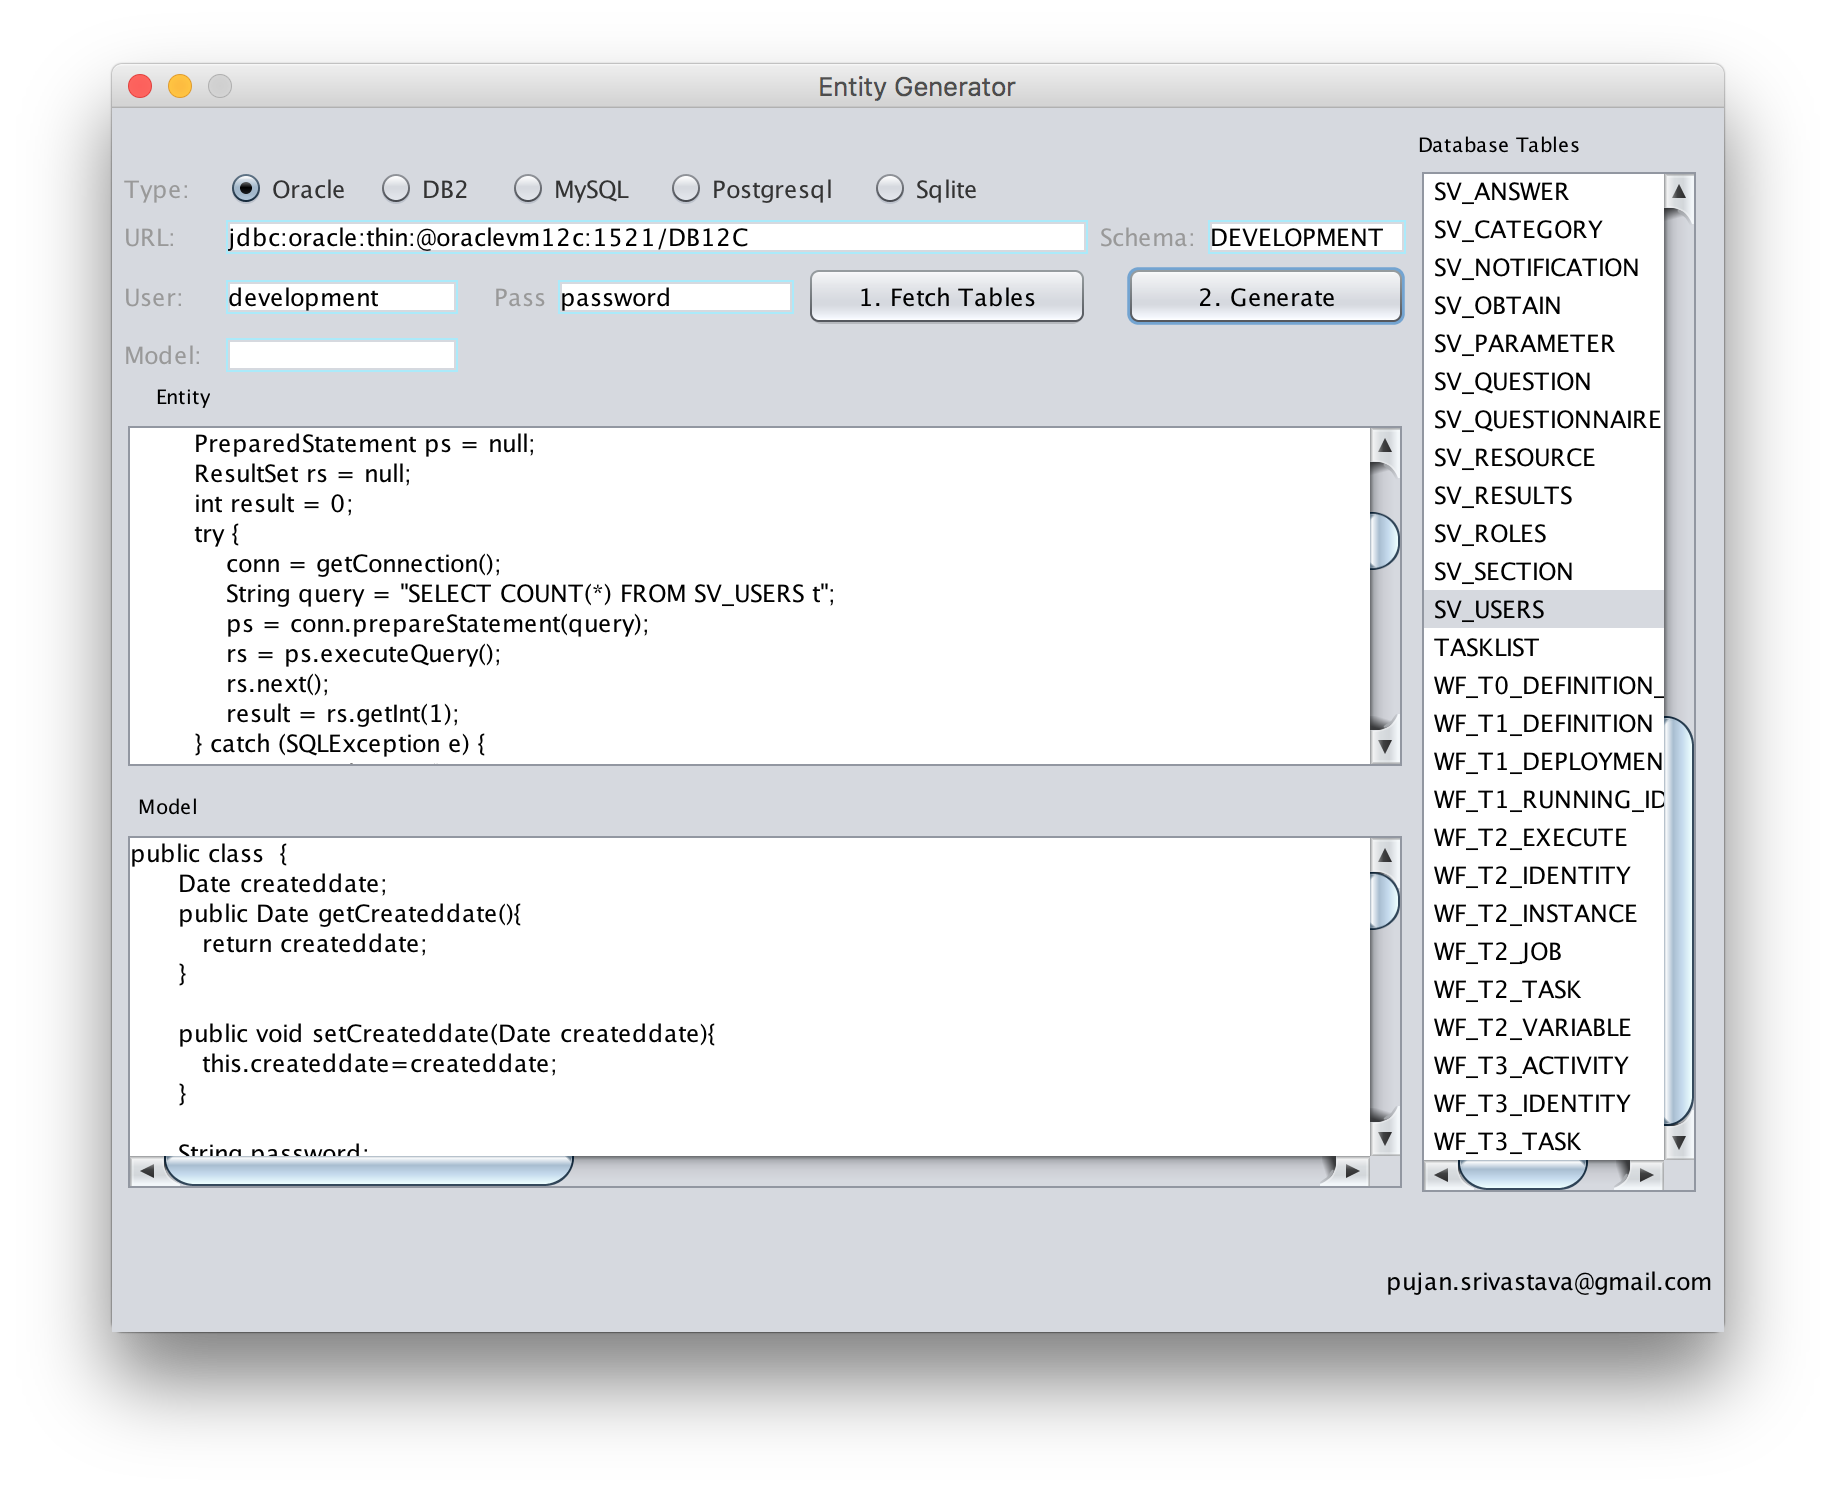 Entity Generator
Type: Oracle DB2 MySQL Postgresql Sqlite
URL: jdbc:oracle:thin:@oraclevm12c:1521/DB12C Schema: DEVELOPMENT
User: development Pass password 1. Fetch Tables 2. Generate
Model:
Entity
PreparedStatement ps = null;
ResultSet rs = null;
int result = 0;
try {
conn = getConnection();
String query = "SELECT COUNT(*) FROM SV_USERS t";
ps = conn.prepareStatement(query);
rs = ps.executeQuery();
rs.next();
result = rs.getInt(1);
} catch (SQLException e) {
Model
public class  {
Date createddate;
public Date getCreateddate(){
return createddate;
}
public void setCreateddate(Date createddate){
this.createddate=createddate;
}
String password;
Database Tables
SV_ANSWER
SV_CATEGORY
SV_NOTIFICATION
SV_OBTAIN
SV_PARAMETER
SV_QUESTION
SV_QUESTIONNAIRE
SV_RESOURCE
SV_RESULTS
SV_ROLES
SV_SECTION
SV_USERS
TASKLIST
WF_T0_DEFINITION_
WF_T1_DEFINITION
WF_T1_DEPLOYMEN
WF_T1_RUNNING_ID
WF_T2_EXECUTE
WF_T2_IDENTITY
WF_T2_INSTANCE
WF_T2_JOB
WF_T2_TASK
WF_T2_VARIABLE
WF_T3_ACTIVITY
WF_T3_IDENTITY
WF_T3_TASK
pujan.srivastava@gmail.com